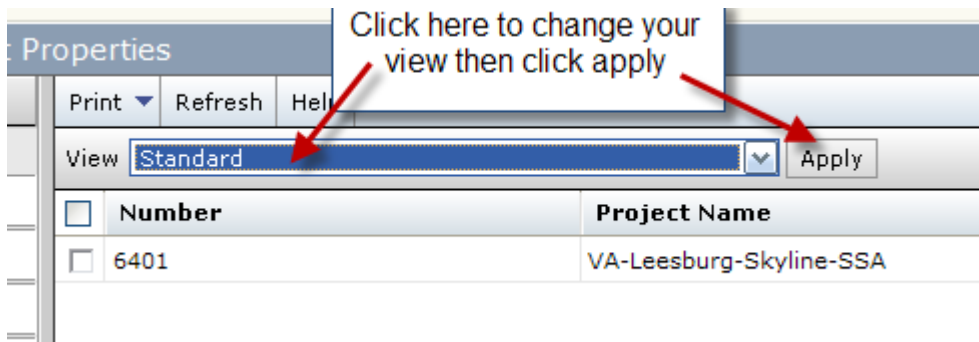 Click here to change your
view then click apply
t Properties
Print Refresh Help
View Standard Apply
Number Project Name
6401 VA-Leesburg-Skyline-SSA